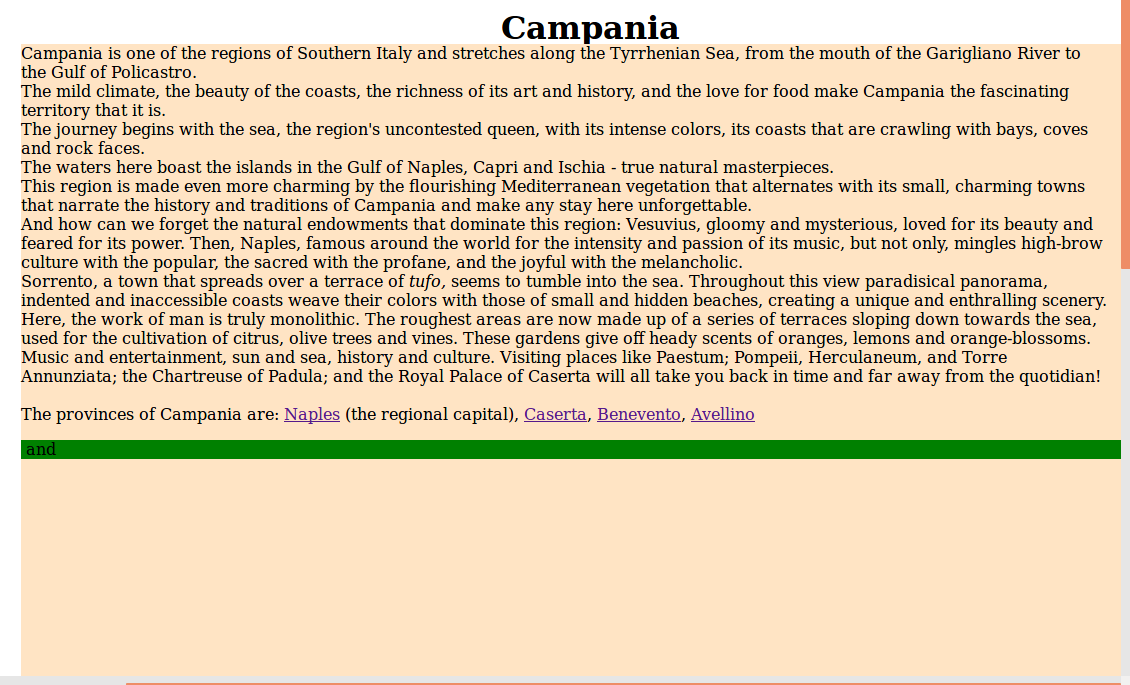 Campania
Campania is one of the regions of Southern Italy and stretches along the Tyrrhenian Sea, from the mouth of the Garigliano River to
the Gulf of Policastro.
The mild climate, the beauty of the coasts, the richness of its art and history, and the love for food make Campania the fascinating
territory that it is.
The journey begins with the sea, the region's uncontested queen, with its intense colors, its coasts that are crawling with bays, coves
and rock faces.
The waters here boast the islands in the Gulf of Naples, Capri and Ischia - true natural masterpieces.
This region is made even more charming by the flourishing Mediterranean vegetation that alternates with its small, charming towns
that narrate the history and traditions of Campania and make any stay here unforgettable.
And how can we forget the natural endowments that dominate this region: Vesuvius, gloomy and mysterious, loved for its beauty and
feared for its power. Then, Naples, famous around the world for the intensity and passion of its music, but not only, mingles high-brow
culture with the popular, the sacred with the profane, and the joyful with the melancholic.
Sorrento, a town that spreads over a terrace of tufo, seems to tumble into the sea. Throughout this view paradisical panorama,
indented and inaccessible coasts weave their colors with those of small and hidden beaches, creating a unique and enthralling scenery.
Here, the work of man is truly monolithic. The roughest areas are now made up of a series of terraces sloping down towards the sea,
used for the cultivation of citrus, olive trees and vines. These gardens give off heady scents of oranges, lemons and orange-blossoms.
Music and entertainment, sun and sea, history and culture. Visiting places like Paestum; Pompeii, Herculaneum, and Torre
Annunziata; the Chartreuse of Padula; and the Royal Palace of Caserta will all take you back in time and far away from the quotidian!
The provinces of Campania are: Naples (the regional capital), Caserta, Benevento, Avellino
and